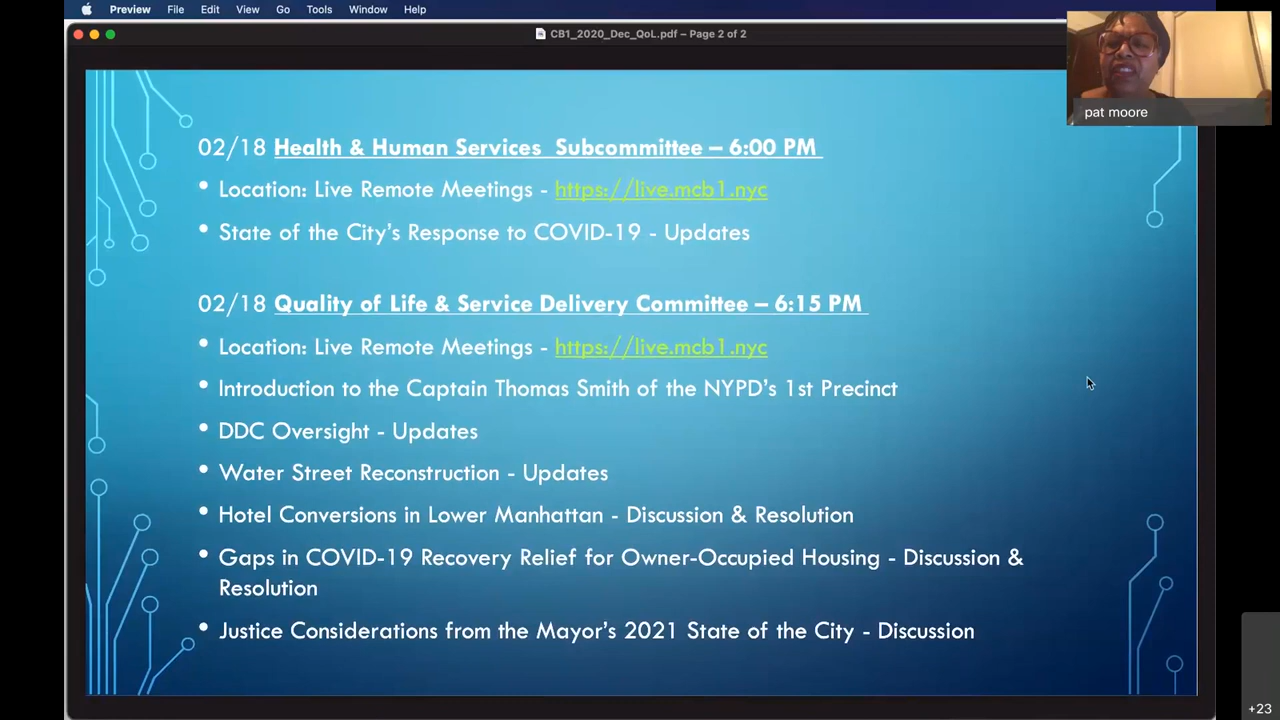 Preview File Edit View Go Tools Window Help
CB1_2020_Dec_QoL.pdf – Page 2 of 2
pat moore
02/18 Health & Human Services Subcommittee – 6:00 PM
• Location: Live Remote Meetings - https://live.mcb1.nyc
• State of the City's Response to COVID-19 - Updates
02/18 Quality of Life & Service Delivery Committee – 6:15 PM
• Location: Live Remote Meetings - https://live.mcb1.nyc
• Introduction to the Captain Thomas Smith of the NYPD's 1st Precinct
• DDC Oversight - Updates
• Water Street Reconstruction - Updates
• Hotel Conversions in Lower Manhattan - Discussion & Resolution
• Gaps in COVID-19 Recovery Relief for Owner-Occupied Housing - Discussion &
Resolution
• Justice Considerations from the Mayor's 2021 State of the City - Discussion
+23